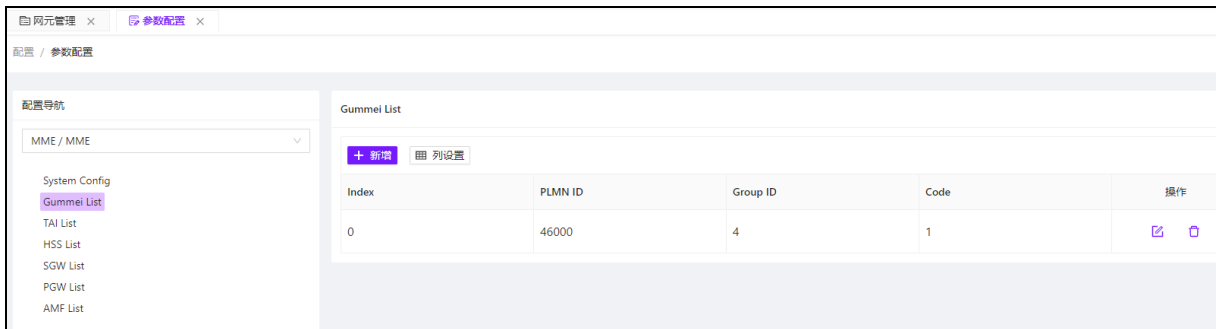 网元管理 参数配置
配置 / 参数配置
配置导航
MME / MME
System Config
Gummei List
TAI List
HSS List
SGW List
PGW List
AMF List
Gummei List
+ 新增 列设置
Index PLMN ID Group ID Code 操作
0 46000 4 1